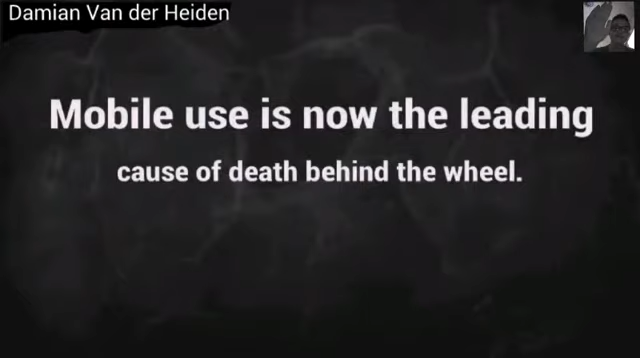 Damian Van der Heiden
Mobile use is now the leading
cause of death behind the wheel.